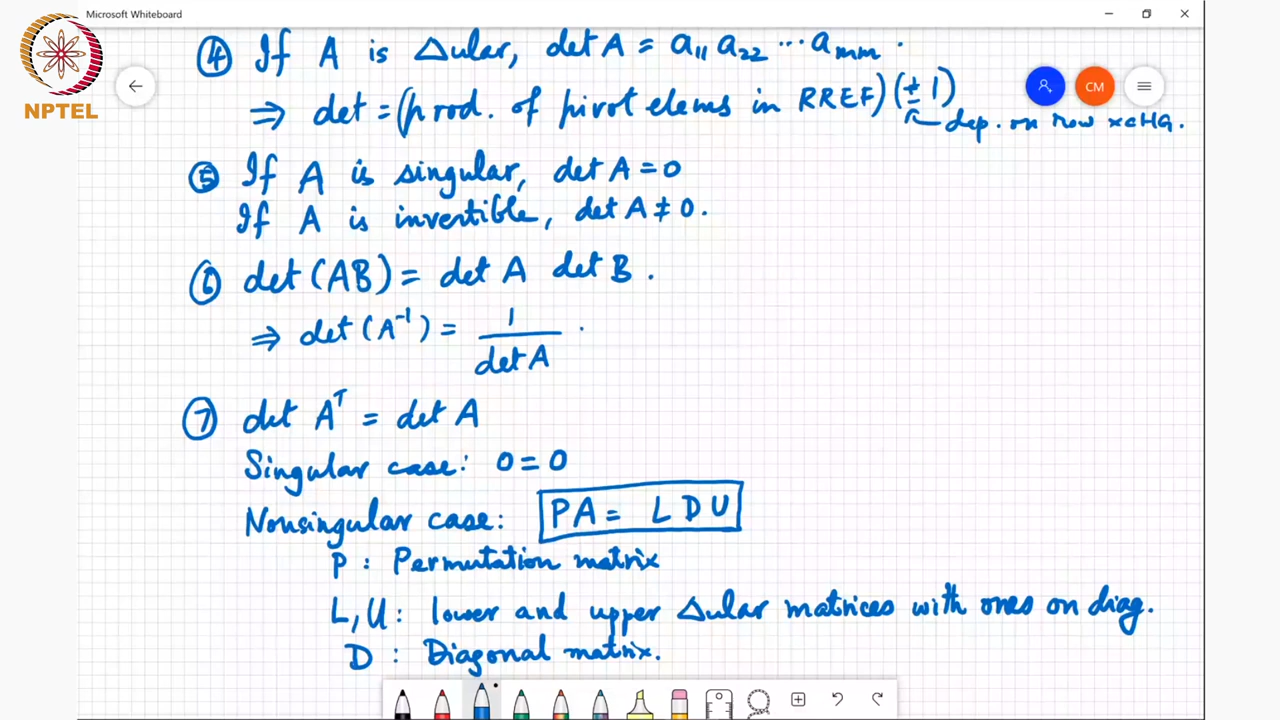 Microsoft Whiteboard
④ If A is Δular, det A = a₁₁ a₂₂ ... aₘₘ.
⇒ det = (prod. of pivot elems in RREF) (± 1)
dep. on row xcHG.
⑤ If A is singular, det A = 0
If A is invertible, det A ≠ 0.
⑥ det (AB) = det A det B.
⇒ det (A⁻¹) = 1 / det A.
⑦ det Aᵀ = det A
Singular case: 0 = 0
Nonsingular case: PA = L D U
P : Permutation matrix
L, U : lower and upper Δular matrices with ones on diag.
D : Diagonal matrix.
NPTEL
CM